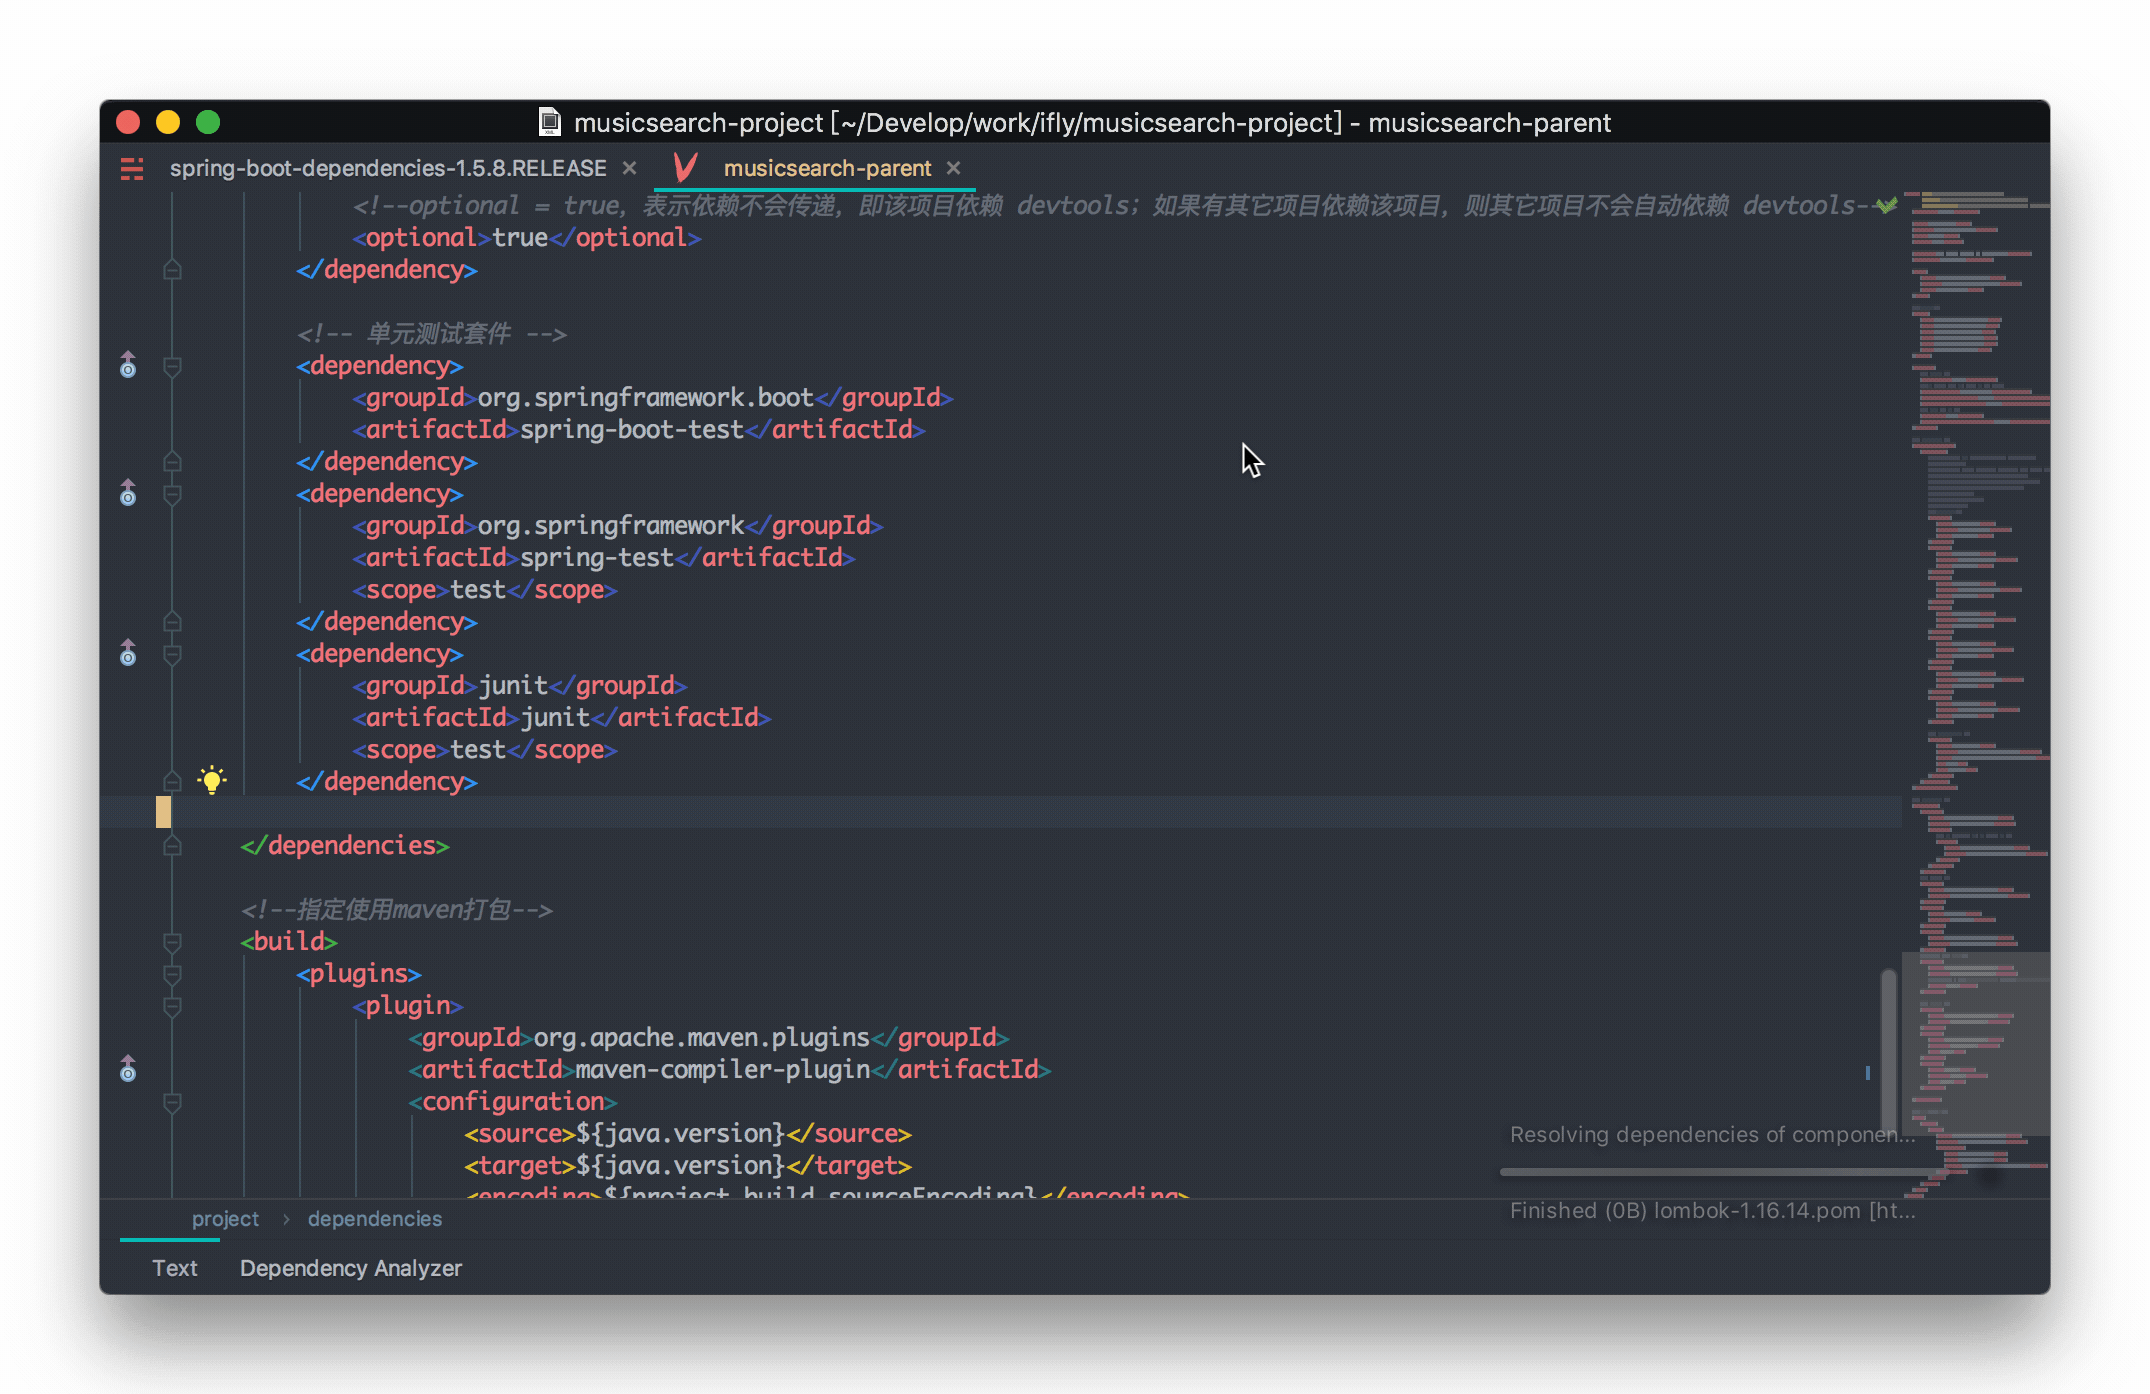 musicsearch-project [~/Develop/work/ifly/musicsearch-project] - musicsearch-parent
spring-boot-dependencies-1.5.8.RELEASE musicsearch-parent
<!--optional = true, 表示依赖不会传递, 即该项目依赖 devtools; 如果有其它项目依赖该项目, 则其它项目不会自动依赖 devtools-->
<optional>true</optional>
</dependency>
<!-- 单元测试套件 -->
<dependency>
<groupId>org.springframework.boot</groupId>
<artifactId>spring-boot-test</artifactId>
</dependency>
<dependency>
<groupId>org.springframework</groupId>
<artifactId>spring-test</artifactId>
<scope>test</scope>
</dependency>
<dependency>
<groupId>junit</groupId>
<artifactId>junit</artifactId>
<scope>test</scope>
</dependency>
</dependencies>
<!--指定使用maven打包-->
<build>
<plugins>
<plugin>
<groupId>org.apache.maven.plugins</groupId>
<artifactId>maven-compiler-plugin</artifactId>
<configuration>
<source>${java.version}</source>
<target>${java.version}</target>
<encoding>${project.build.sourceEncoding}</encoding>
Resolving dependencies of componen...
Finished (0B) lombok-1.16.14.pom [ht...
project › dependencies
Text Dependency Analyzer